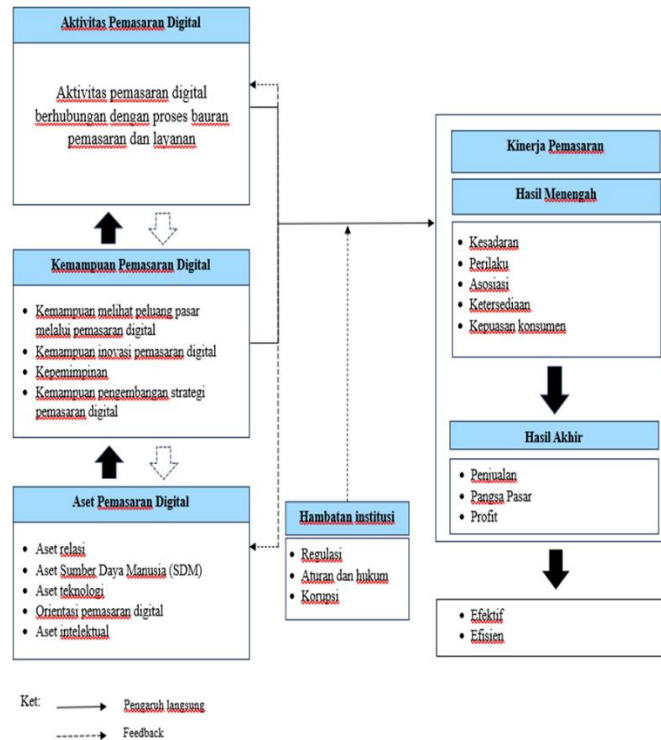 Aktivitas Pemasaran Digital
Aktivitas pemasaran digital
berhubungan dengan proses bauran
pemasaran dan layanan
Kemampuan Pemasaran Digital
• Kemampuan melihat peluang pasar
melalui pemasaran digital
• Kemampuan inovasi pemasaran digital
• Kepemimpinan
• Kemampuan pengembangan strategi
pemasaran digital
Aset Pemasaran Digital
• Aset relasi
• Aset Sumber Daya Manusia (SDM)
• Aset teknologi
• Orientasi pemasaran digital
• Aset intelektual
Hambatan institusi
• Regulasi
• Aturan dan hukum
• Korupsi
Kinerja Pemasaran
Hasil Menengah
• Kesadaran
• Perilaku
• Asosiasi
• Ketersediaan
• Kepuasan konsumen
Hasil Akhir
• Penjualan
• Pangsa Pasar
• Profit
• Efektif
• Efisien
Ket:
Pengaruh langsung
Feedback